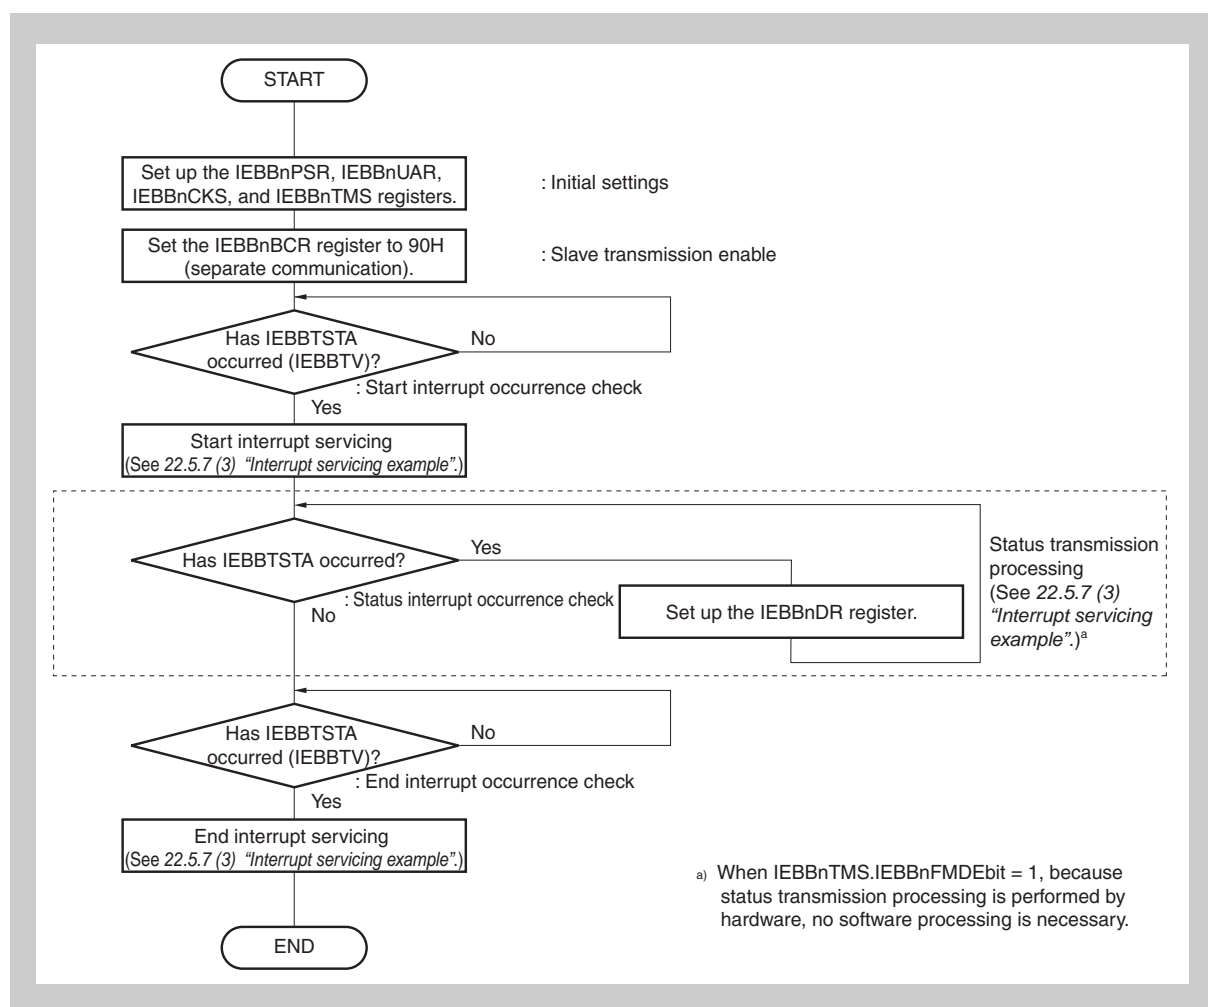 START
Set up the IEBBnPSR, IEBBnUAR,
IEBBnCKS, and IEBBnTMS registers.
: Initial settings
Set the IEBBnBCR register to 90H
(separate communication).
: Slave transmission enable
Has IEBBTSTA
occurred (IEBBTV)?
No
: Start interrupt occurrence check
Yes
Start interrupt servicing
(See 22.5.7 (3) “Interrupt servicing example”.)
Has IEBBTSTA occurred?
Yes
: Status interrupt occurrence check
No
Set up the IEBBnDR register.
Status transmission
processing
(See 22.5.7 (3)
“Interrupt servicing
example”.)a
Has IEBBTSTA
occurred (IEBBTV)?
No
: End interrupt occurrence check
Yes
End interrupt servicing
(See 22.5.7 (3) “Interrupt servicing example”.)
a) When IEBBnTMS.IEBBnFMDEbit = 1, because
status transmission processing is performed by
hardware, no software processing is necessary.
END